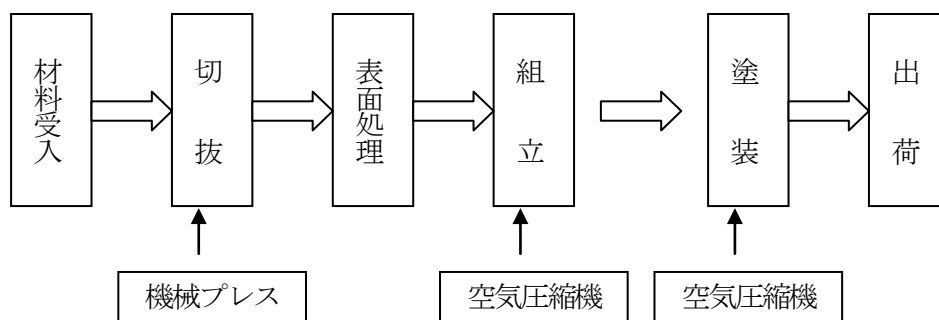 材料受入
切抜
表面処理
組立
塗装
出荷
機械プレス
空気圧縮機
空気圧縮機